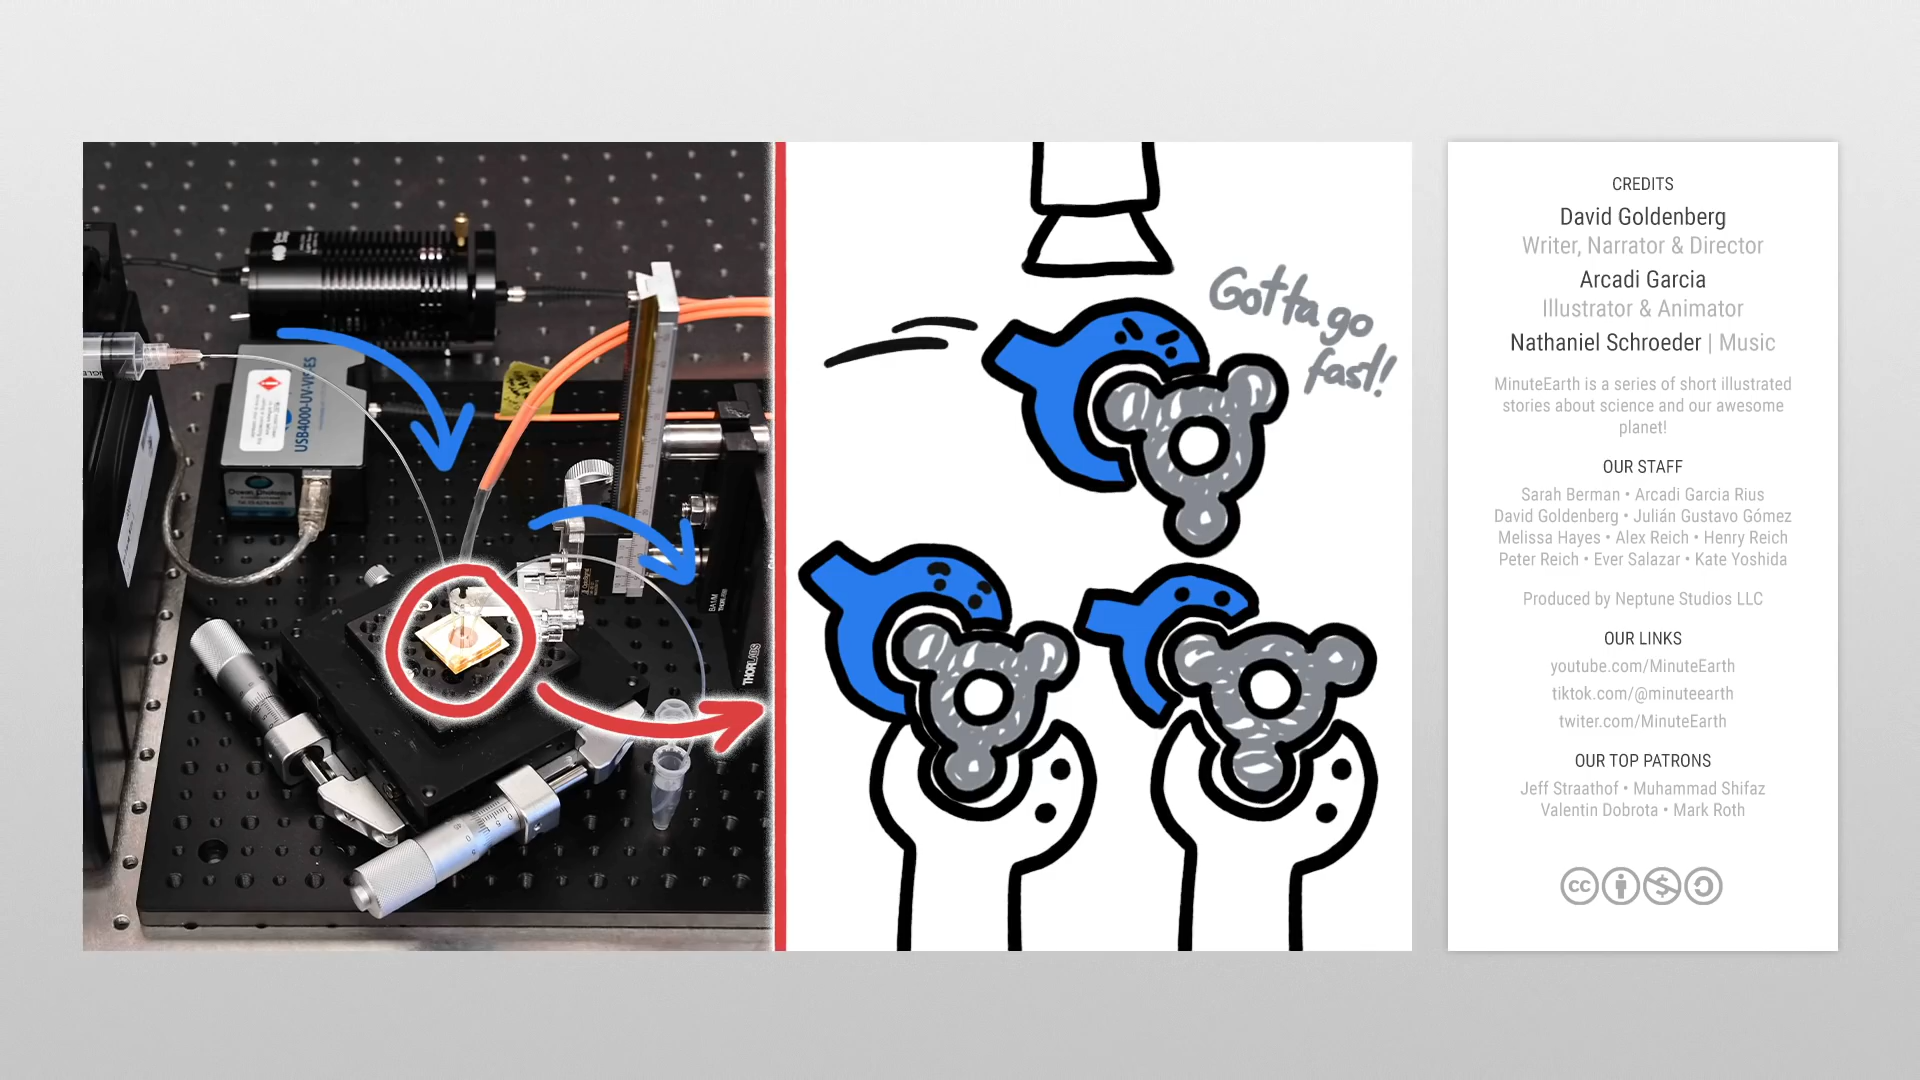 USB4000-UV-VIS-ES
Ocean Photonics
THORLABS
Gotta go
fast!
CREDITS
David Goldenberg
Writer, Narrator & Director
Arcadi Garcia
Illustrator & Animator
Nathaniel Schroeder | Music
MinuteEarth is a series of short illustrated
stories about science and our awesome
planet!
OUR STAFF
Sarah Berman • Arcadi Garcia Rius
David Goldenberg • Julián Gustavo Gómez
Melissa Hayes • Alex Reich • Henry Reich
Peter Reich • Ever Salazar • Kate Yoshida
Produced by Neptune Studios LLC
OUR LINKS
youtube.com/MinuteEarth
tiktok.com/@minuteearth
twiter.com/MinuteEarth
OUR TOP PATRONS
Jeff Straathof • Muhammad Shifaz
Valentin Dobrota • Mark Roth
cc